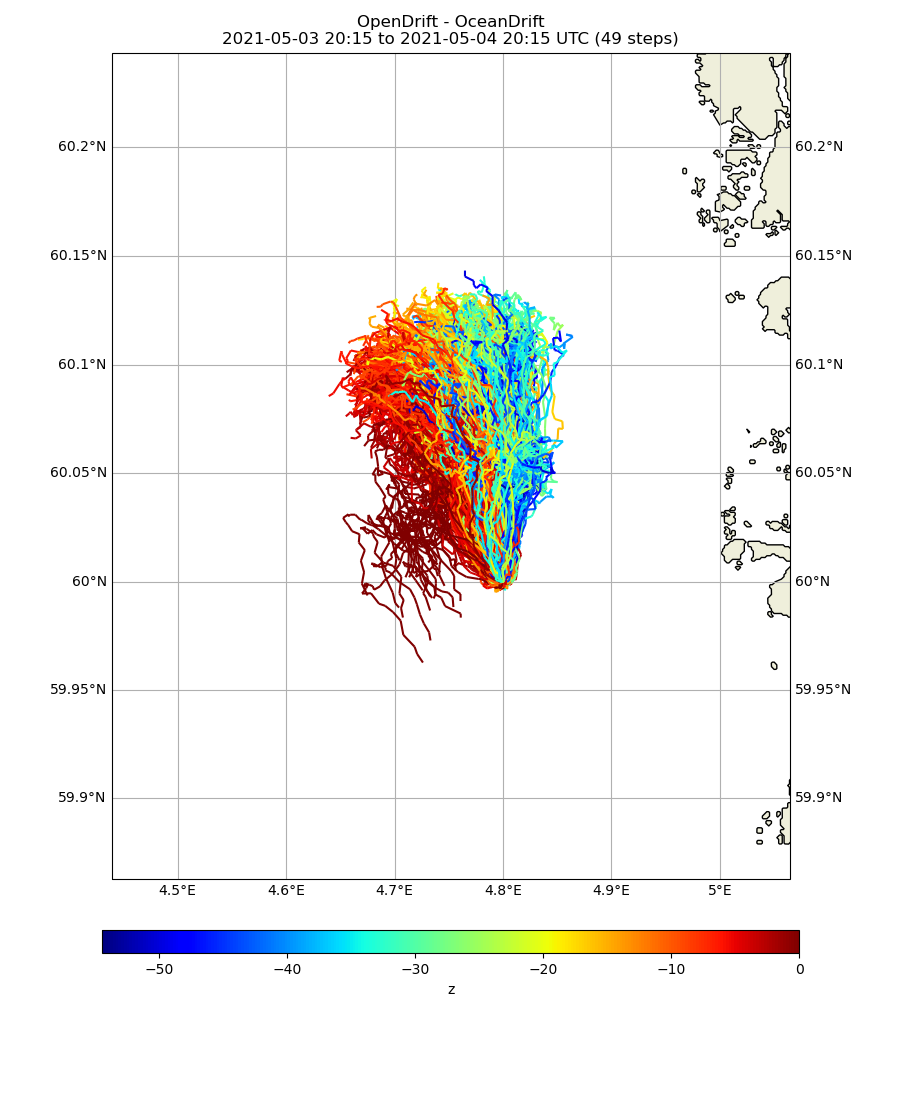 OpenDrift - OceanDrift
2021-05-03 20:15 to 2021-05-04 20:15 UTC (49 steps)
60.2°N 60.2°N
60.15°N 60.15°N
60.1°N 60.1°N
60.05°N 60.05°N
60°N 60°N
59.95°N 59.95°N
59.9°N 59.9°N
4.5°E 4.6°E 4.7°E 4.8°E 4.9°E 5°E
−50 −40 −30 −20 −10 0
z